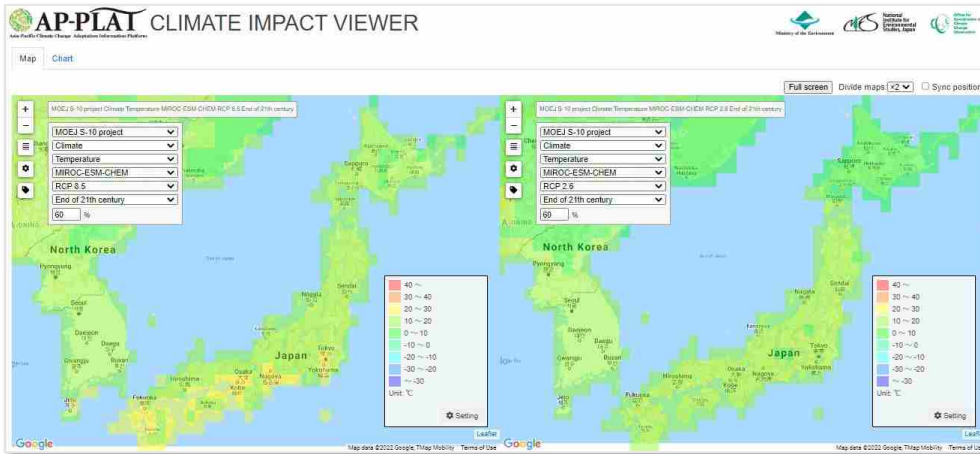 AP-PLAT CLIMATE IMPACT VIEWER
Asia-Pacific Climate Change Adaptation Information Platform
Ministry of the Environment
National Institute for Environmental Studies, Japan
Map Chart
Full screen Divide maps: ×2 Sync position
+
−
MOEJ S-10 project Climate Temperature MIROC-ESM-CHEM RCP 8.5 End of 21th century
MOEJ S-10 project
Climate
Temperature
MIROC-ESM-CHEM
RCP 8.5
End of 21th century
60 %
North Korea
Pyongyang
Seoul
Daejeon
Daegu
Gwangju
Busan
Jeju
Sapporo
Sendai
Niigata
Kanazawa
Japan
Tokyo
Yokohama
Nagoya
Osaka
Kobe
Hiroshima
Fukuoka
40 ～
30 ～ 40
20 ～ 30
10 ～ 20
0 ～ 10
-10 ～ 0
-20 ～ -10
-30 ～ -20
～ -30
Unit: ℃
Setting
Leaflet
Google
Map data ©2022 Google, TMap Mobility Terms of Use
+
−
MOEJ S-10 project Climate Temperature MIROC-ESM-CHEM RCP 2.6 End of 21th century
MOEJ S-10 project
Climate
Temperature
MIROC-ESM-CHEM
RCP 2.6
End of 21th century
60 %
North Korea
Pyongyang
Seoul
Daejeon
Daegu
Gwangju
Busan
Jeju
Sapporo
Sendai
Niigata
Kanazawa
Japan
Tokyo
Yokohama
Nagoya
Osaka
Kobe
Hiroshima
Fukuoka
40 ～
30 ～ 40
20 ～ 30
10 ～ 20
0 ～ 10
-10 ～ 0
-20 ～ -10
-30 ～ -20
～ -30
Unit: ℃
Setting
Leafl
Google
Map data ©2022 Google, TMap Mobility Terms of Us